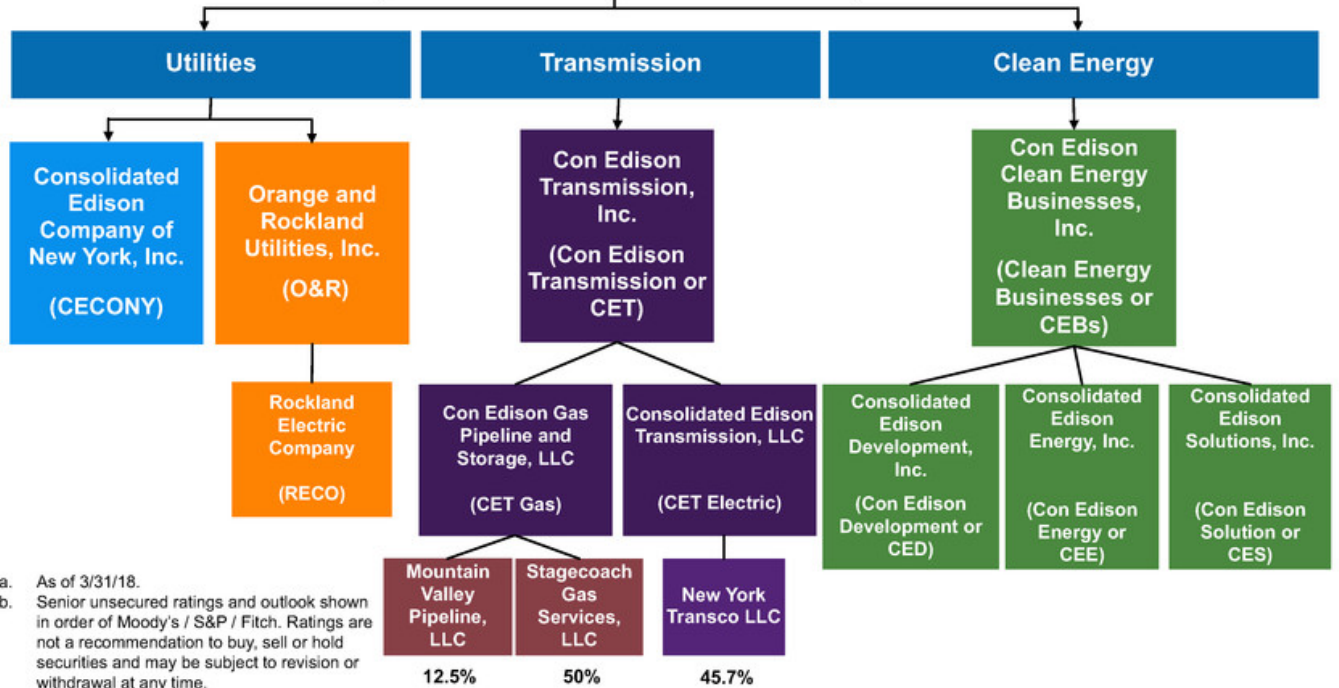 Utilities
Transmission
Clean Energy
Consolidated
Edison
Company of
New York, Inc.
(CECONY)
Orange and
Rockland
Utilities, Inc.
(O&R)
Con Edison
Transmission,
Inc.
(Con Edison
Transmission or
CET)
Con Edison
Clean Energy
Businesses,
Inc.
(Clean Energy
Businesses or
CEBs)
Rockland
Electric
Company
(RECO)
Con Edison Gas
Pipeline and
Storage, LLC
(CET Gas)
Consolidated Edison
Transmission, LLC
(CET Electric)
Consolidated
Edison
Development,
Inc.
(Con Edison
Development or
CED)
Consolidated
Edison
Energy, Inc.
(Con Edison
Energy or
CEE)
Consolidated
Edison
Solutions, Inc.
(Con Edison
Solution or
CES)
Mountain
Valley
Pipeline,
LLC
12.5%
Stagecoach
Gas
Services,
LLC
50%
New York
Transco LLC
45.7%
a. As of 3/31/18.
b. Senior unsecured ratings and outlook shown
in order of Moody's / S&P / Fitch. Ratings are
not a recommendation to buy, sell or hold
securities and may be subject to revision or
withdrawal at any time.